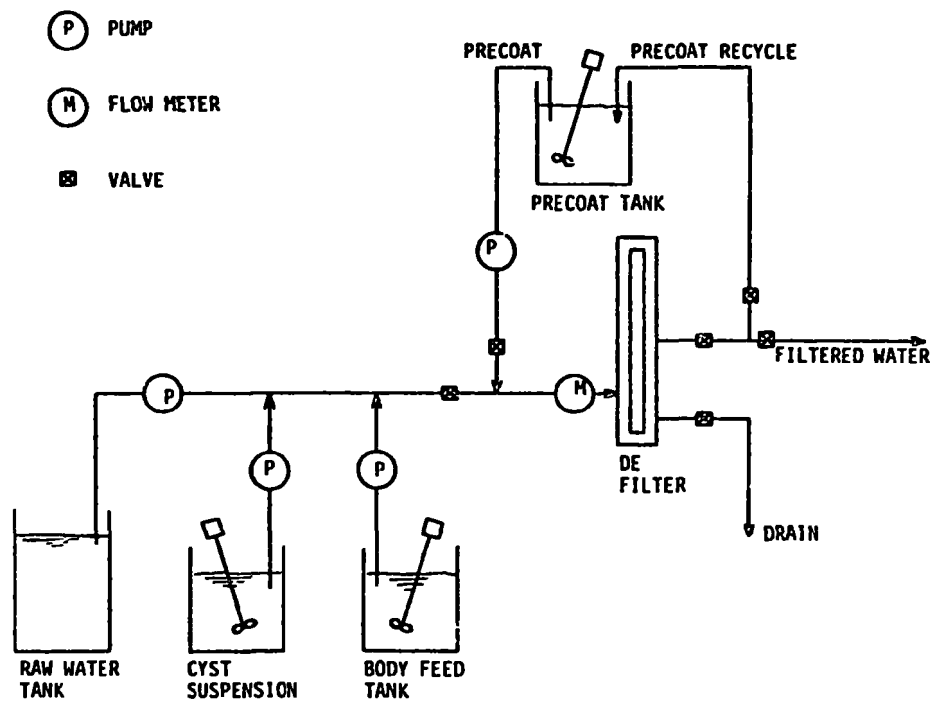 P PUMP
M FLOW METER
VALVE
PRECOAT
PRECOAT RECYCLE
PRECOAT TANK
P
FILTERED WATER
P
M
P
P
DE
FILTER
DRAIN
RAW WATER
TANK
CYST
SUSPENSION
BODY FEED
TANK